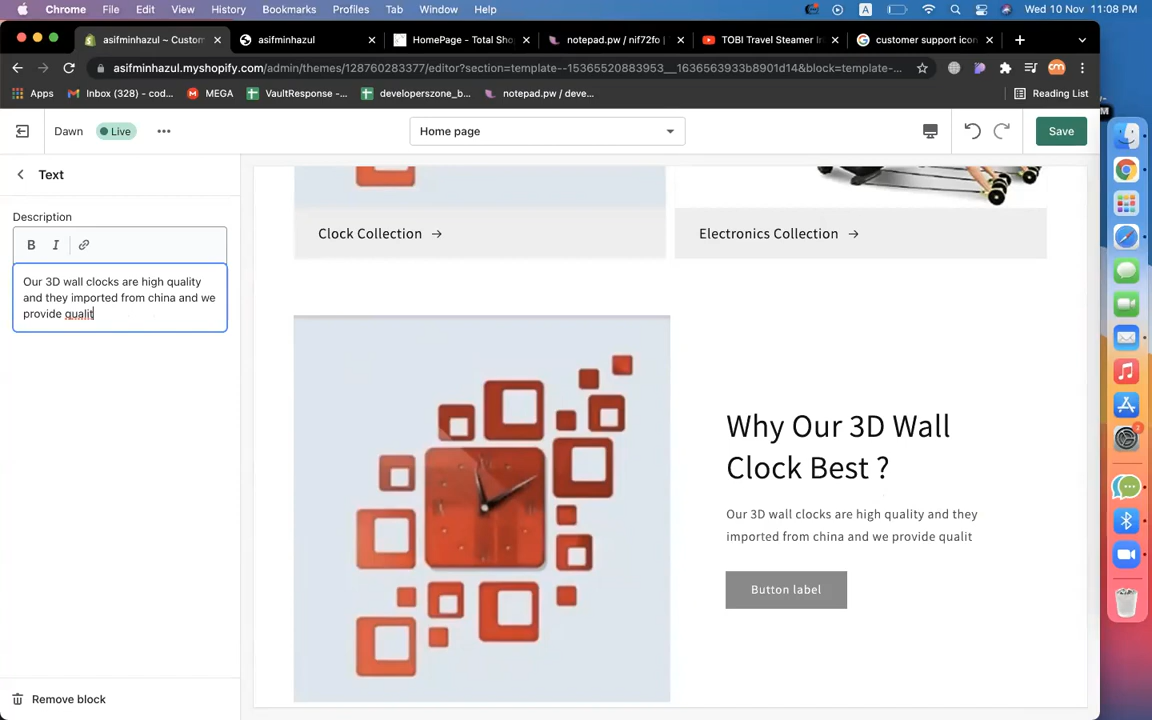 Chrome File Edit View History Bookmarks Profiles Tab Window Help
A Wed 10 Nov 11:08 PM
asifminhazul ~ Custom
asifminhazul
HomePage - Total Sho
notepad.pw / nif72fo |
TOBI Travel Steamer Ir
customer support icon
asifminhazul.myshopify.com/admin/themes/128760283377/editor?section=template--15365520883953__1636563933b8901d14&block=template-...
Apps
Inbox (328) - cod...
MEGA
VaultResponse -...
developerszone_b...
notepad.pw / deve...
Reading List
Dawn Live
Home page
Save
Text
Description
B I
Our 3D wall clocks are high quality
and they imported from china and we
provide qualit
Remove block
Clock Collection →
Electronics Collection →
Why Our 3D Wall
Clock Best ?
Our 3D wall clocks are high quality and they
imported from china and we provide qualit
Button label